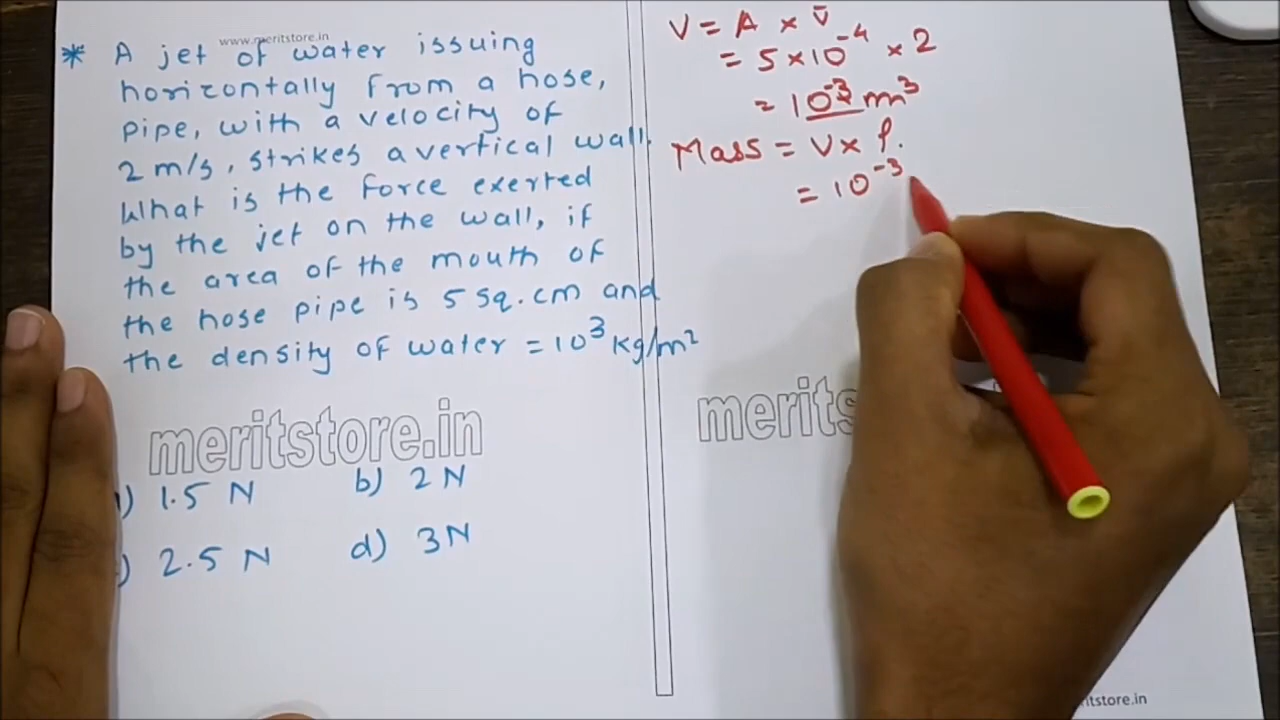 www.meritstore.in
* A jet of water issuing
horizontally from a hose,
pipe, with a velocity of
2 m/s, strikes a vertical wall.
What is the force exerted
by the jet on the wall, if
the area of the mouth of
the hose pipe is 5 sq.cm and
the density of water = 10³ kg/m²
meritstore.in
) 1.5 N b) 2 N
) 2.5 N d) 3N
V = A × v̄
= 5×10⁻⁴ × 2
= 10⁻³ m³
Mass = V × ρ.
= 10⁻³
merits
ritstore.in